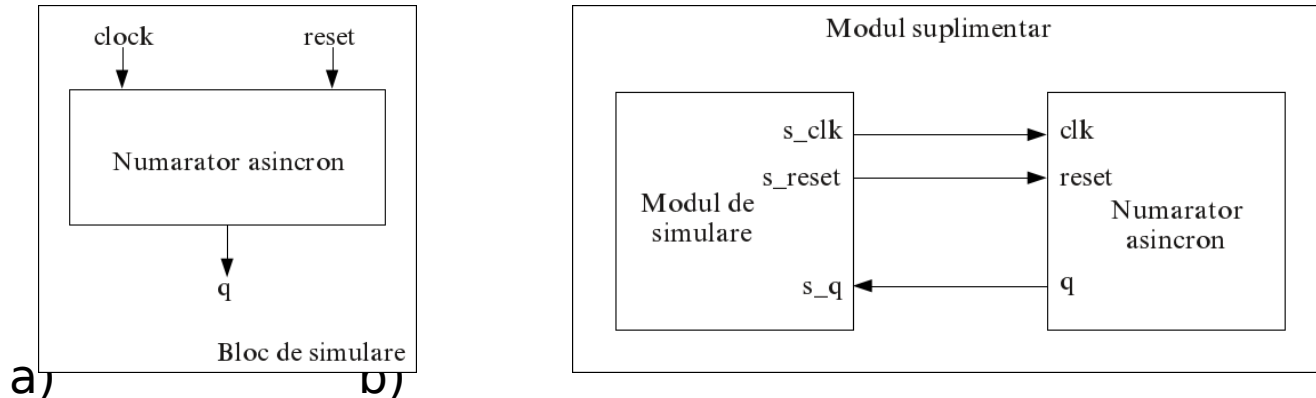 clock
reset
Numarator asincron
q
Bloc de simulare
a)
b)
Modul suplimentar
s_clk
s_reset
Modul de
simulare
s_q
clk
reset
Numarator
asincron
q